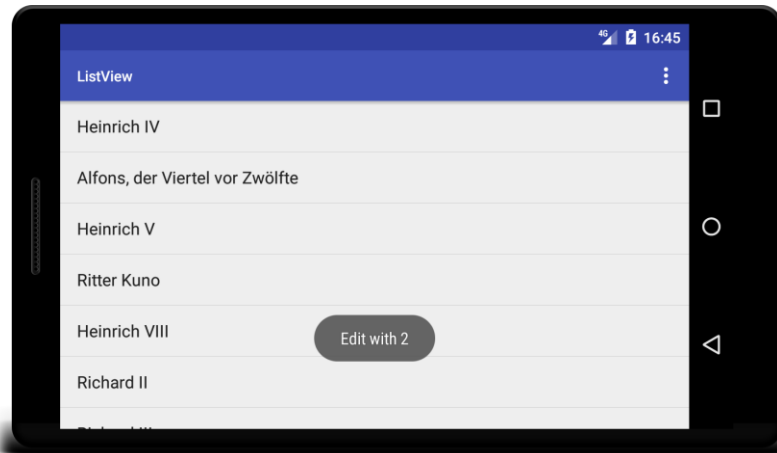 4G 16:45
ListView
Heinrich IV
Alfons, der Viertel vor Zwölfte
Heinrich V
Ritter Kuno
Heinrich VIII
Edit with 2
Richard II